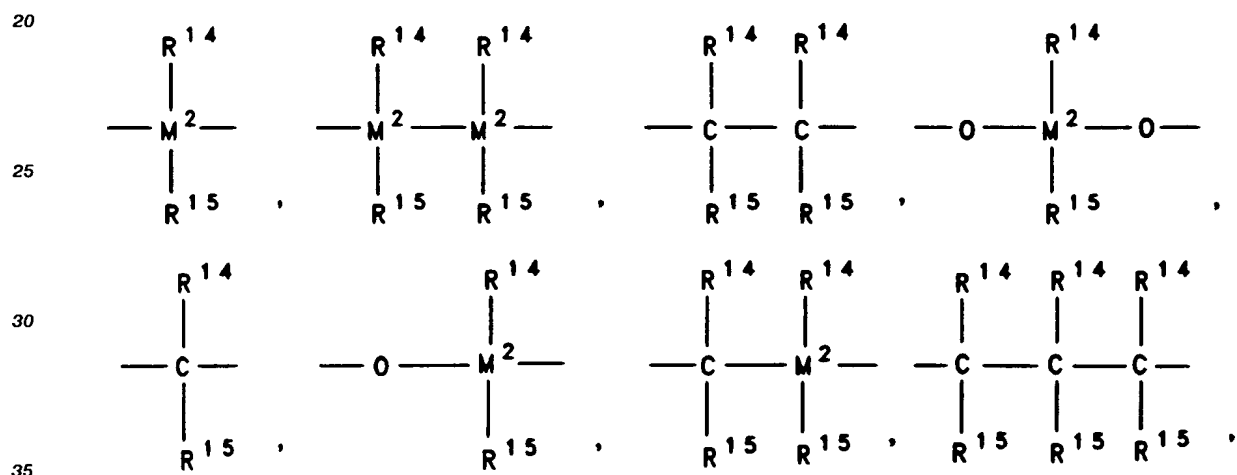 20
R14 R14 R14 R14 R14 R14
M2 , M2 M2 , C C , O M2 O ,
25
R15 R15 R15 R15 R15 R15
R14 R14 R14 R14 R14 R14 R14
30
C , O M2 , C M2 , C C C ,
R15 R15 R15 R15 R15 R15 R15
35